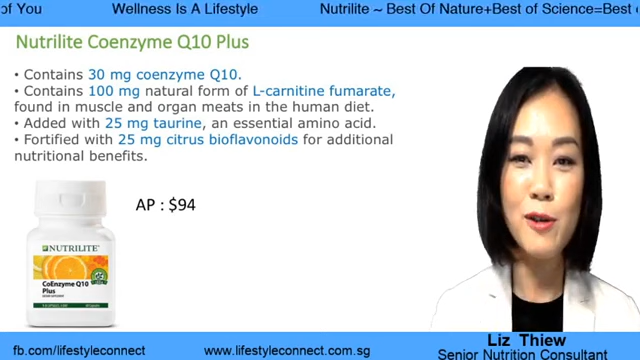 of You Wellness Is A Lifestyle Nutrilite ~ Best Of Nature+Best of Science=Best
Nutrilite Coenzyme Q10 Plus
• Contains 30 mg coenzyme Q10.
• Contains 100 mg natural form of L-carnitine fumarate,
found in muscle and organ meats in the human diet.
• Added with 25 mg taurine, an essential amino acid.
• Fortified with 25 mg citrus bioflavonoids for additional
nutritional benefits.
AP : $94
NUTRILITE
CoEnzyme Q10
Plus
Liz Thiew
Senior Nutrition Consultant
fb.com/lifestyleconnect www.lifestyleconnect.com.sg